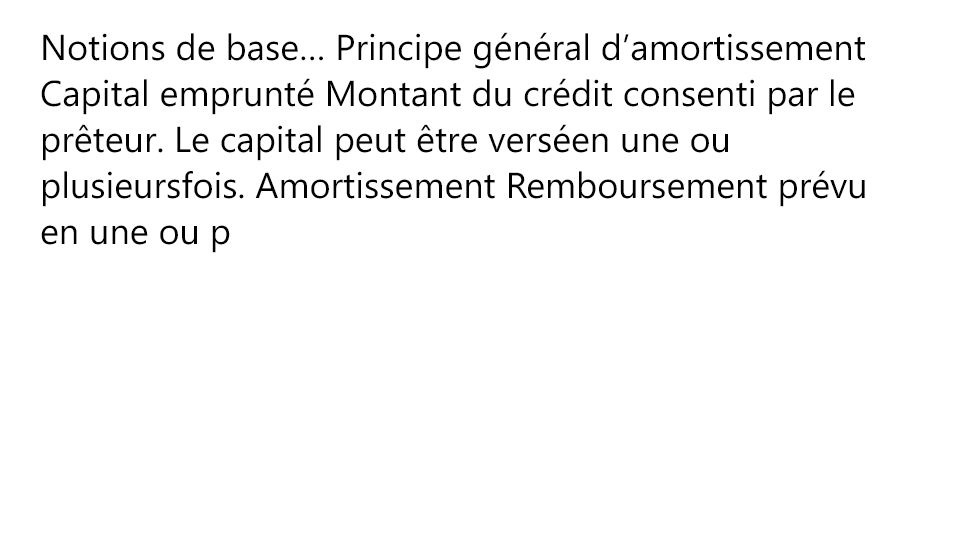 Notions de base… Principe général d’amortissement
Capital emprunté Montant du crédit consenti par le
prêteur. Le capital peut être verséen une ou
plusieursfois. Amortissement Remboursement prévu
en une ou p